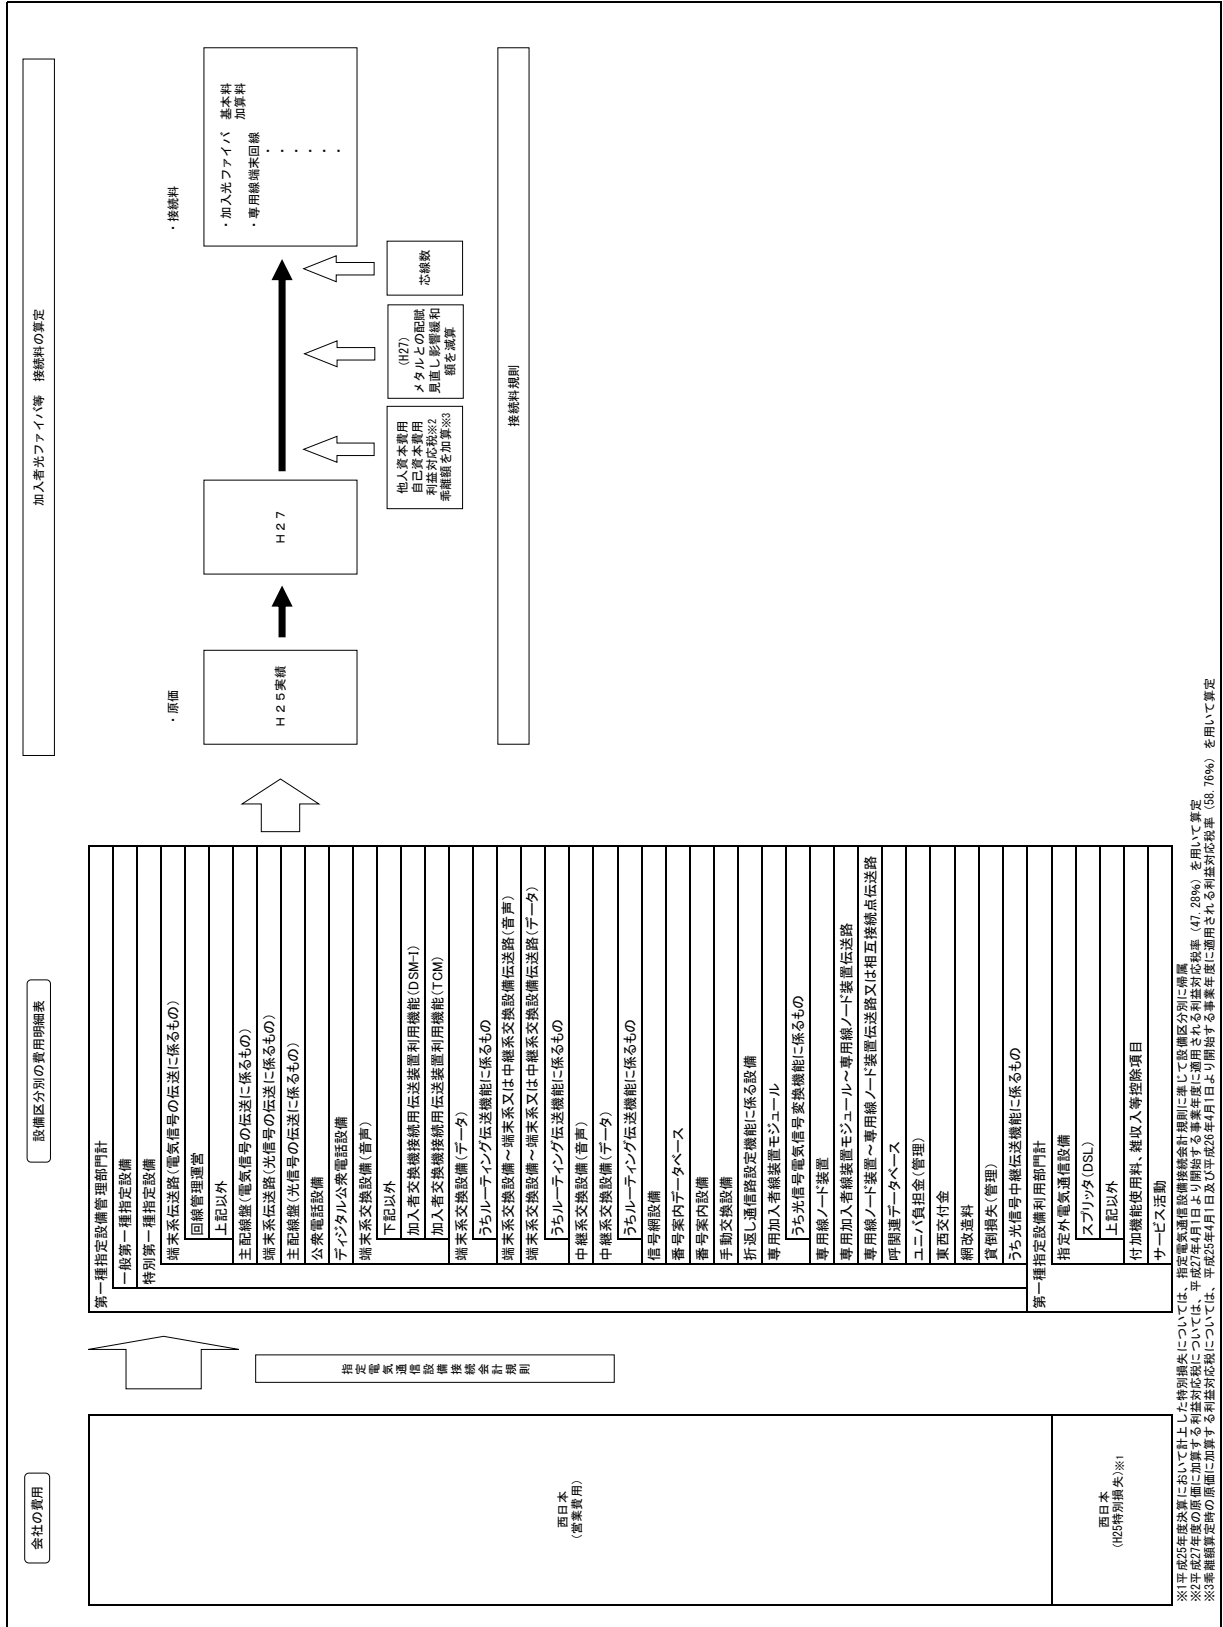 会社の費用
設備区分別の費用明細表
加入者光ファイバ等　接続料の算定
西日本
(営業費用)
西日本
(H25特別損失)※1
指定電気通信設備接続会計規則
第一種指定設備管理部門計
一般第一種指定設備
特別第一種指定設備
端末系伝送路(電気信号の伝送に係るもの)
回線管理運営
上記以外
主配線盤(電気信号の伝送に係るもの)
端末系伝送路(光信号の伝送に係るもの)
主配線盤(光信号の伝送に係るもの)
公衆電話設備
ディジタル公衆電話設備
端末系交換設備(音声)
下記以外
加入者交換機接続用伝送装置利用機能(DSM-I)
加入者交換機接続用伝送装置利用機能(TCM)
端末系交換設備(データ)
うちルーティング伝送機能に係るもの
端末系交換設備～端末系又は中継系交換設備伝送路(音声)
端末系交換設備～端末系又は中継系交換設備伝送路(データ)
うちルーティング伝送機能に係るもの
中継系交換設備(音声)
中継系交換設備(データ)
うちルーティング伝送機能に係るもの
信号網設備
番号案内データベース
番号案内設備
手動交換設備
折返し通信路設定機能に係る設備
専用加入者線装置モジュール
うち光信号電気信号変換機能に係るもの
専用線ノード装置
専用加入者線装置モジュール～専用線ノード装置伝送路
専用線ノード装置～専用線ノード装置伝送路又は相互接続点伝送路
呼関連データベース
ユニバ負担金(管理)
東西交付金
網改造料
貸倒損失(管理)
うち光信号中継伝送機能に係るもの
第一種指定設備利用部門計
指定外電気通信設備
スプリッタ(DSL)
上記以外
付加機能使用料、雑収入等控除項目
サービス活動
・原価
H25実績
H27
・接続料
・加入光ファイバ　基本料
加算料
・専用線端末回線
・
・
・
・
・
・
他人資本費用
自己資本費用
利益対応税※2
乖離額を加算※3
(H27)
メタルとの配賦
見直し影響緩和
額を減算
芯線数
接続料規則
※1平成25年度決算において計上した特別損失については、指定電気通信設備接続会計規則に準じて設備区分別に帰属
※2平成27年度の原価に加算する利益対応税については、平成27年4月1日より開始する事業年度に適用される利益対応税率（47.28%）を用いて算定
※3乖離額算定時の原価に加算する利益対応税については、平成25年4月1日及び平成26年4月1日より開始する事業年度に適用される利益対応税率（58.76%）を用いて算定